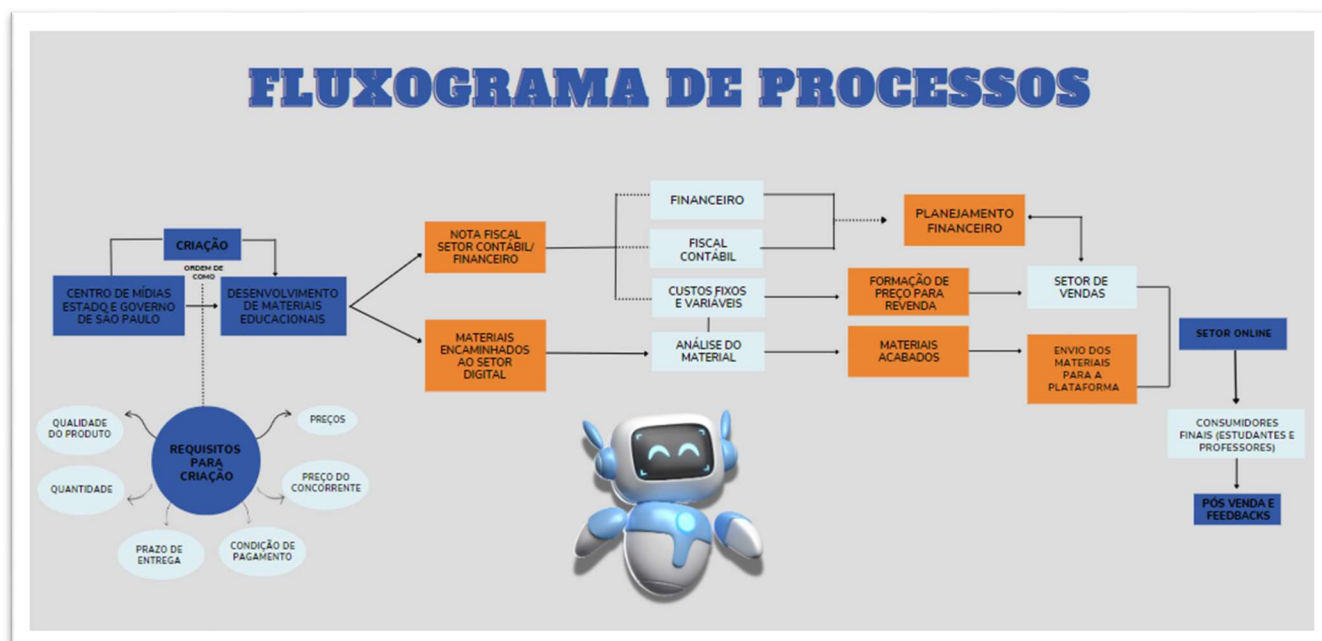 FLUXOGRAMA DE PROCESSOS
CRIAÇÃO
ORDEM DE
COMO
CENTRO DE MÍDIAS
ESTADO E GOVERNO
DE SÃO PAULO
DESENVOLVIMENTO
DE MATERIAIS
EDUCACIONAIS
NOTA FISCAL
SETOR CONTÁBIL/
FINANCEIRO
MATERIAIS
ENCAMINHADOS
AO SETOR
DIGITAL
FINANCEIRO
FISCAL
CONTÁBIL
CUSTOS FIXOS
E VARIÁVEIS
ANÁLISE DO
MATERIAL
PLANEJAMENTO
FINANCEIRO
FORMAÇÃO DE
PREÇO PARA
REVENDA
MATERIAIS
ACABADOS
SETOR DE
VENDAS
ENVIO DOS
MATERIAIS
PARA A
PLATAFORMA
SETOR ONLINE
CONSUMIDORES
FINAIS (ESTUDANTES E
PROFESSORES)
PÓS VENDA E
FEEDBACKS
REQUISITOS
PARA
CRIAÇÃO
QUALIDADE
DO PRODUTO
QUANTIDADE
PRAZO DE
ENTREGA
CONDIÇÃO DE
PAGAMENTO
PREÇO DO
CONCORRENTE
PREÇOS